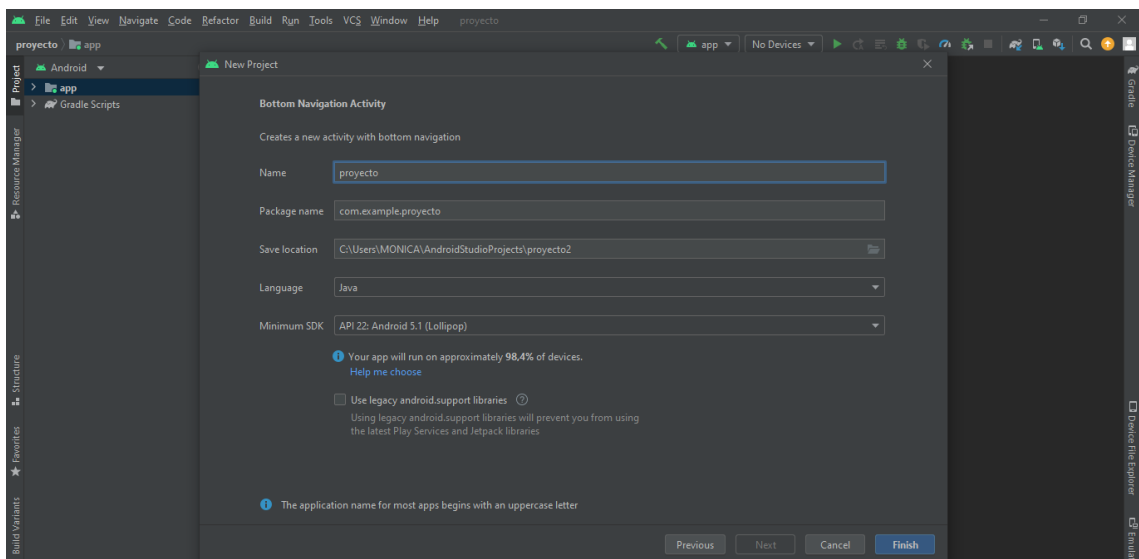 File Edit View Navigate Code Refactor Build Run Tools VCS Window Help proyecto
proyecto app
app No Devices
Project
Resource Manager
Structure
Favorites
Build Variants
Android
app
Gradle Scripts
New Project
Bottom Navigation Activity
Creates a new activity with bottom navigation
Name proyecto
Package name com.example.proyecto
Save location C:\Users\MONICA\AndroidStudioProjects\proyecto2
Language Java
Minimum SDK API 22: Android 5.1 (Lollipop)
Your app will run on approximately 98,4% of devices.
Help me choose
Use legacy android.support libraries
Using legacy android.support libraries will prevent you from using
the latest Play Services and Jetpack libraries
The application name for most apps begins with an uppercase letter
Previous Next Cancel Finish
Gradle
Device Manager
Device File Explorer